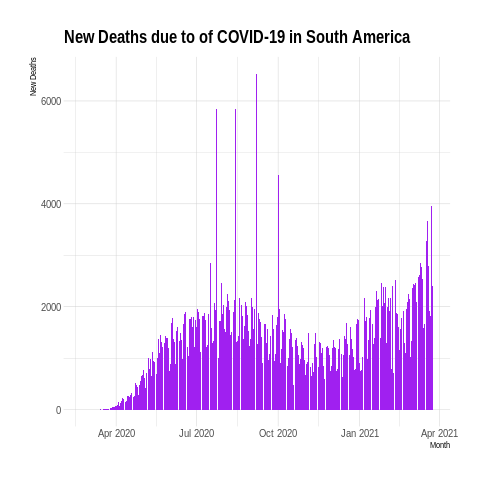 New Deaths due to of COVID-19 in South America
New Deaths
6000
4000
2000
0
Apr 2020 Jul 2020 Oct 2020 Jan 2021 Apr 2021
Month